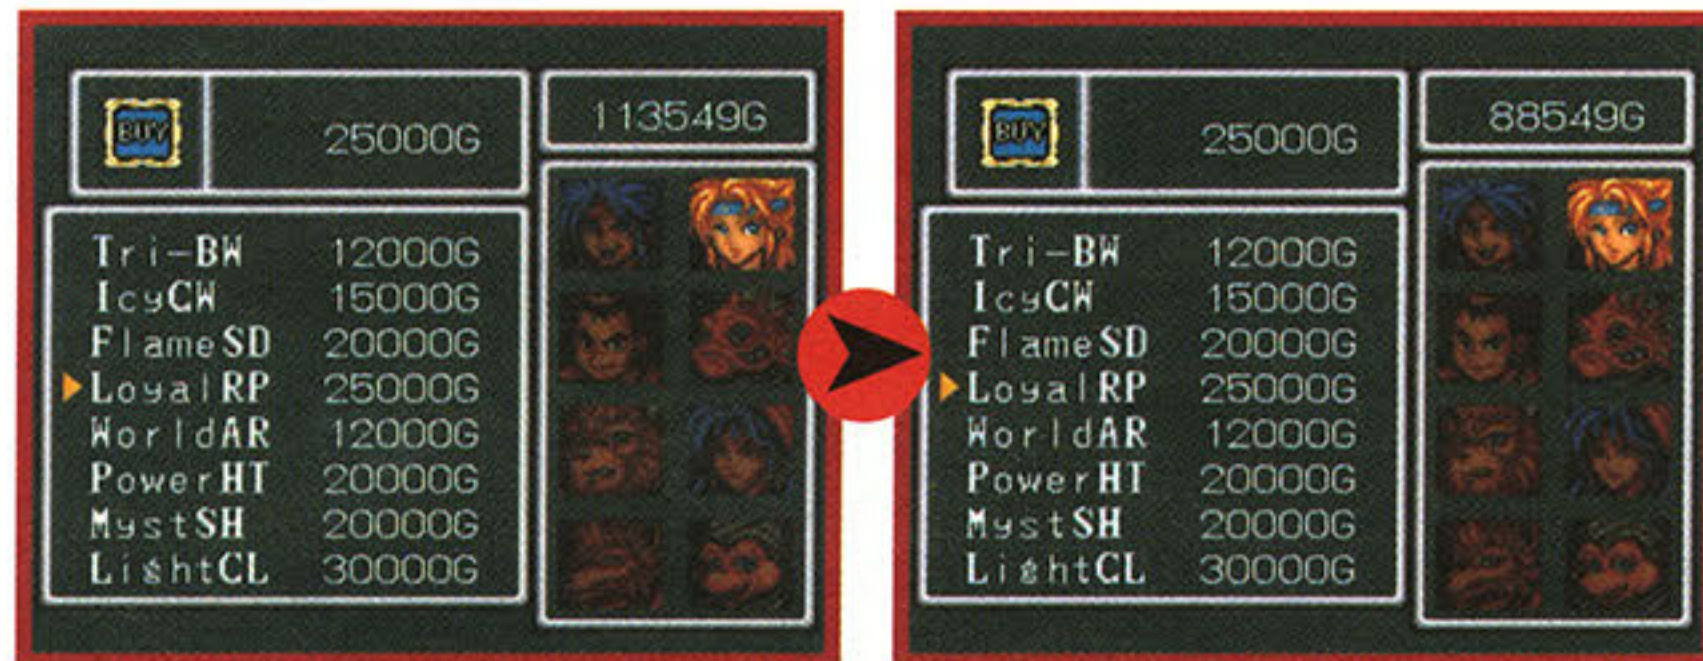 BUY
25000G
113549G
Tri-BW 12000G
IcyCW 15000G
FlameSD 20000G
LoyalRP 25000G
WorldAR 12000G
PowerHT 20000G
MystSH 20000G
LightCL 30000G
BUY
25000G
88549G
Tri-BW 12000G
IcyCW 15000G
FlameSD 20000G
LoyalRP 25000G
WorldAR 12000G
PowerHT 20000G
MystSH 20000G
LightCL 30000G